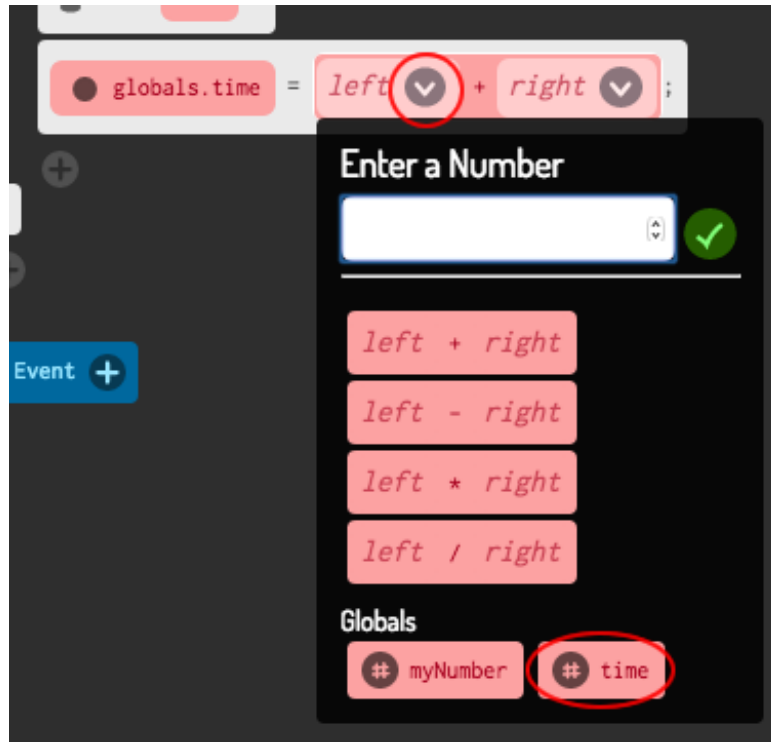 globals.time = left + right ;
Enter a Number
left + right
left - right
left * right
left / right
Event +
Globals
# myNumber # time